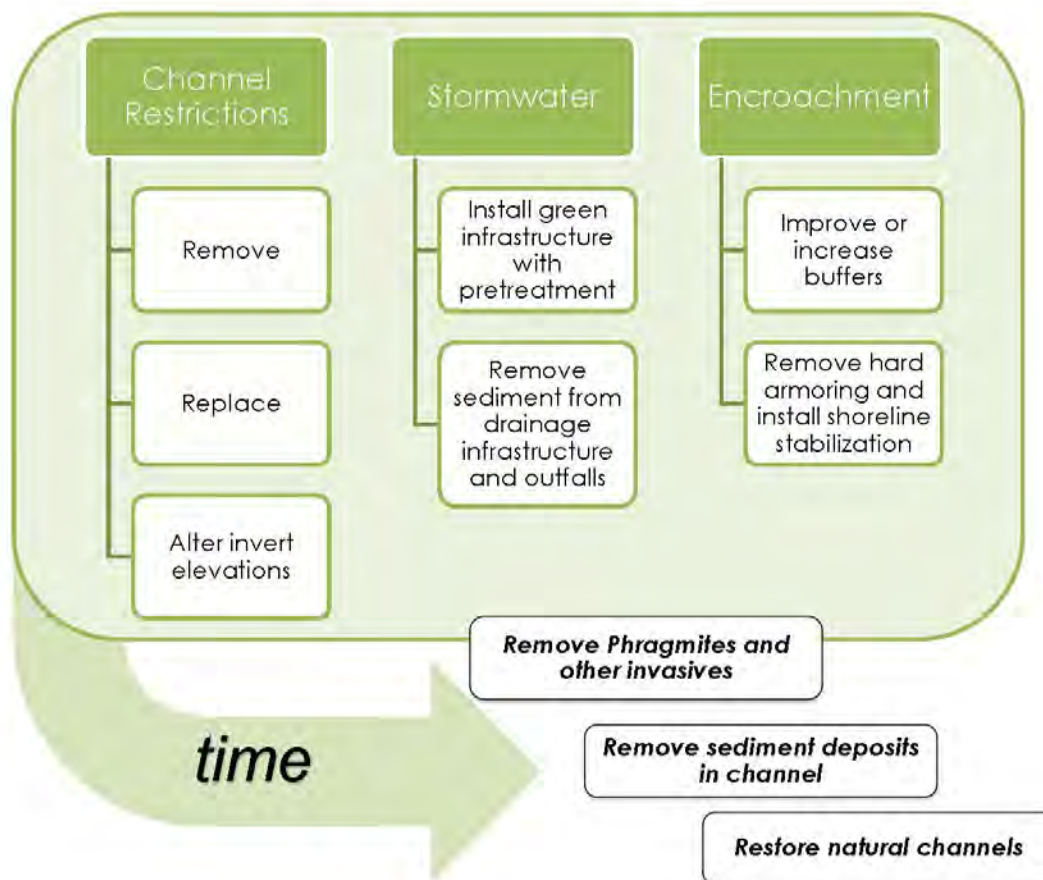 Channel
Restrictions
Remove
Replace
Alter invert
elevations
Stormwater
Install green
infrastructure
with
pretreatment
Remove
sediment from
drainage
infrastructure
and outfalls
Encroachment
Improve or
increase
buffers
Remove hard
armoring and
install shoreline
stabilization
Remove Phragmites and
other invasives
time
Remove sediment deposits
in channel
Restore natural channels